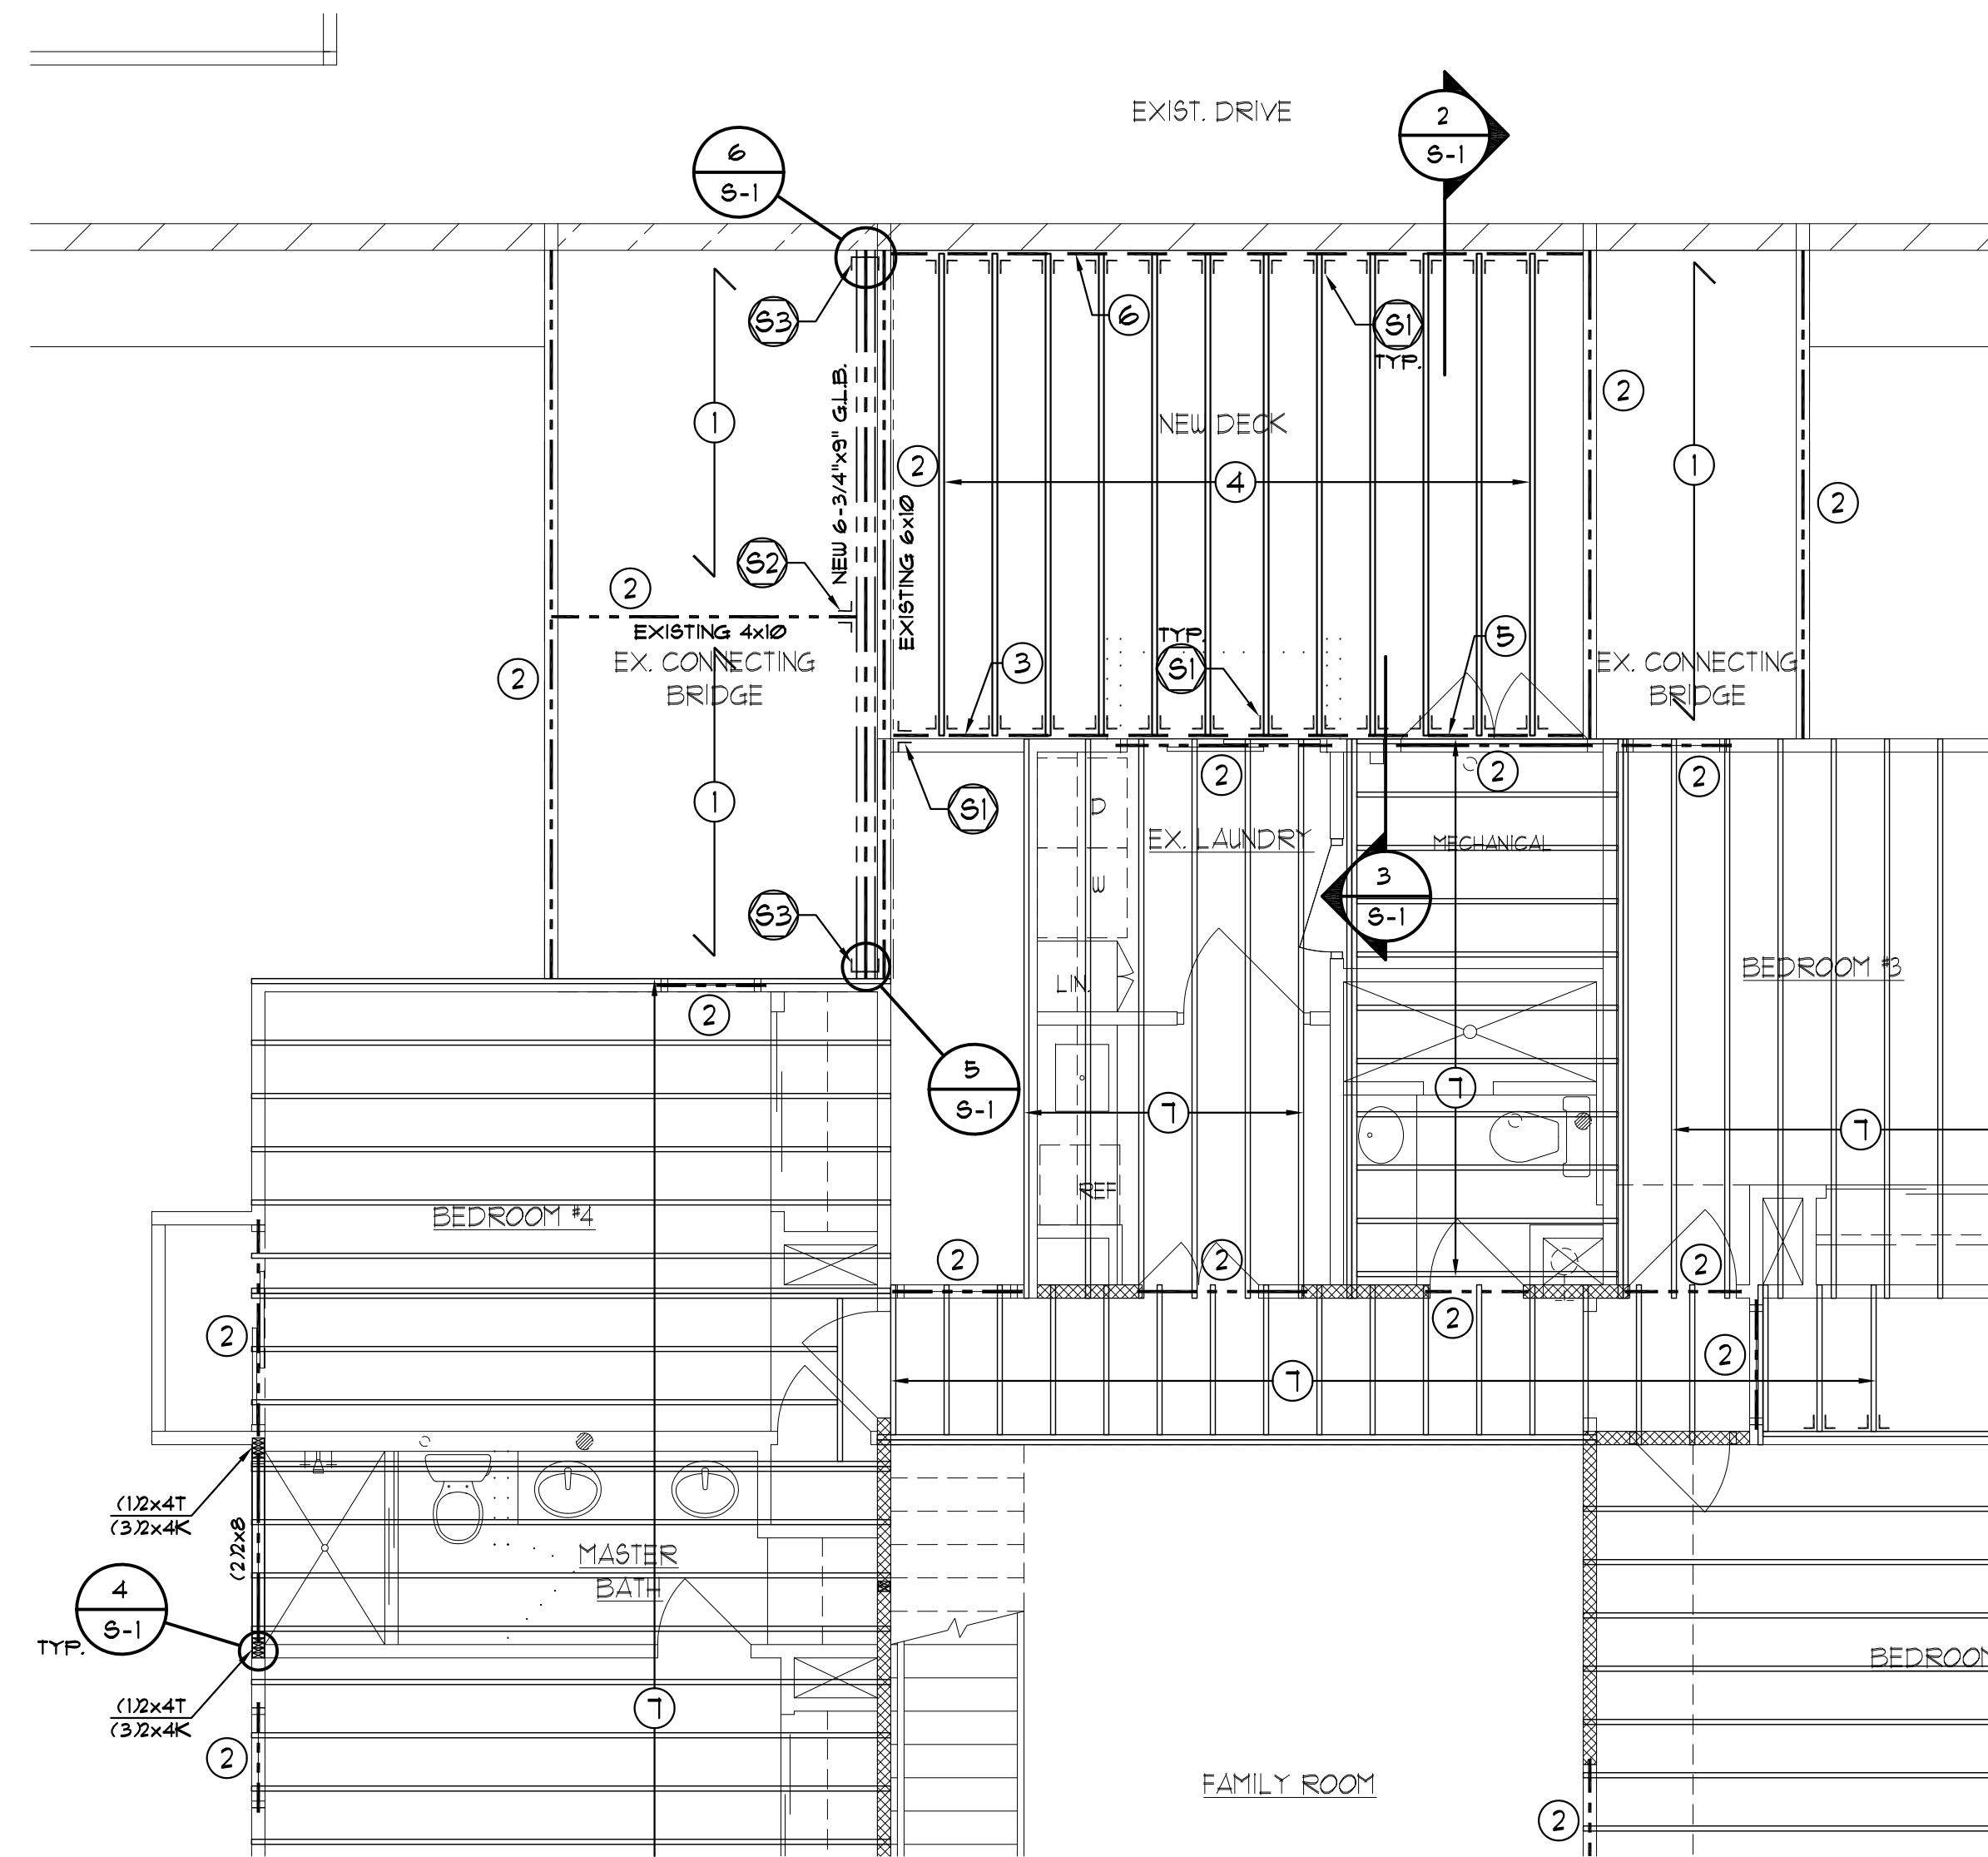 EXIST. DRIVE
2
S-1
6
S-1
S3
6
S1
TYP.
1
2
NEW 6-3/4"x9" G.L.B.
NEW DECK
2
4
1
2
EXISTING 6x10
S2
2
EXISTING 4x10
EX. CONNECTING
BRIDGE
2
3
TYP.
S1
5
EX. CONNECTING
BRIDGE
1
S1
2
2
2
D
EX. LAUNDRY
MECHANICAL
W
3
S-1
S3
LIN.
BEDROOM #3
2
5
S-1
7
7
7
REF
BEDROOM #4
2
2
2
2
2
2
7
(1)2x4T
(3)2x4K
(2)2x8
MASTER
BATH
4
S-1
TYP.
(1)2x4T
(3)2x4K
7
2
FAMILY ROOM
2
BEDROOM